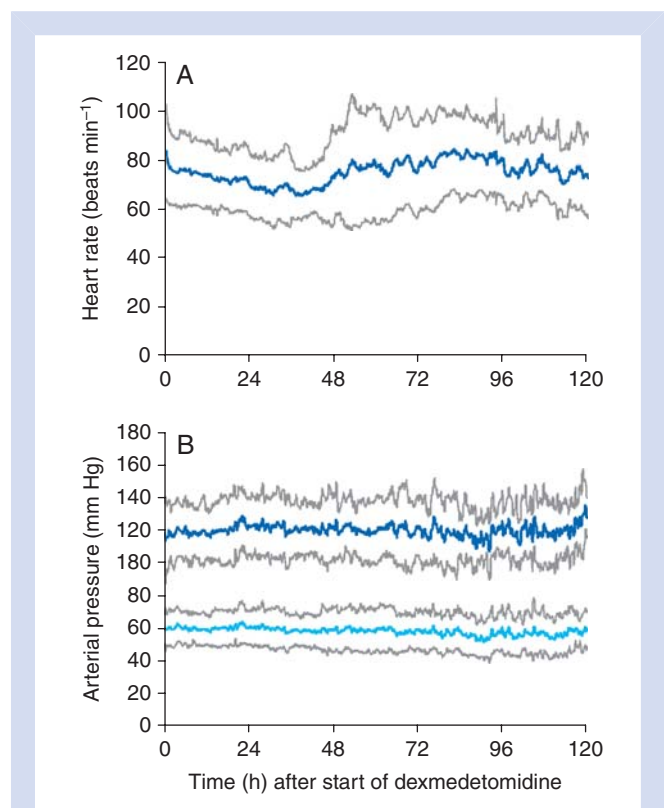 A
120
100
80
60
40
20
0
Heart rate (beats min⁻¹)
0 24 48 72 96 120
B
180
160
140
120
180
80
60
40
20
0
Arterial pressure (mm Hg)
0 24 48 72 96 120
Time (h) after start of dexmedetomidine